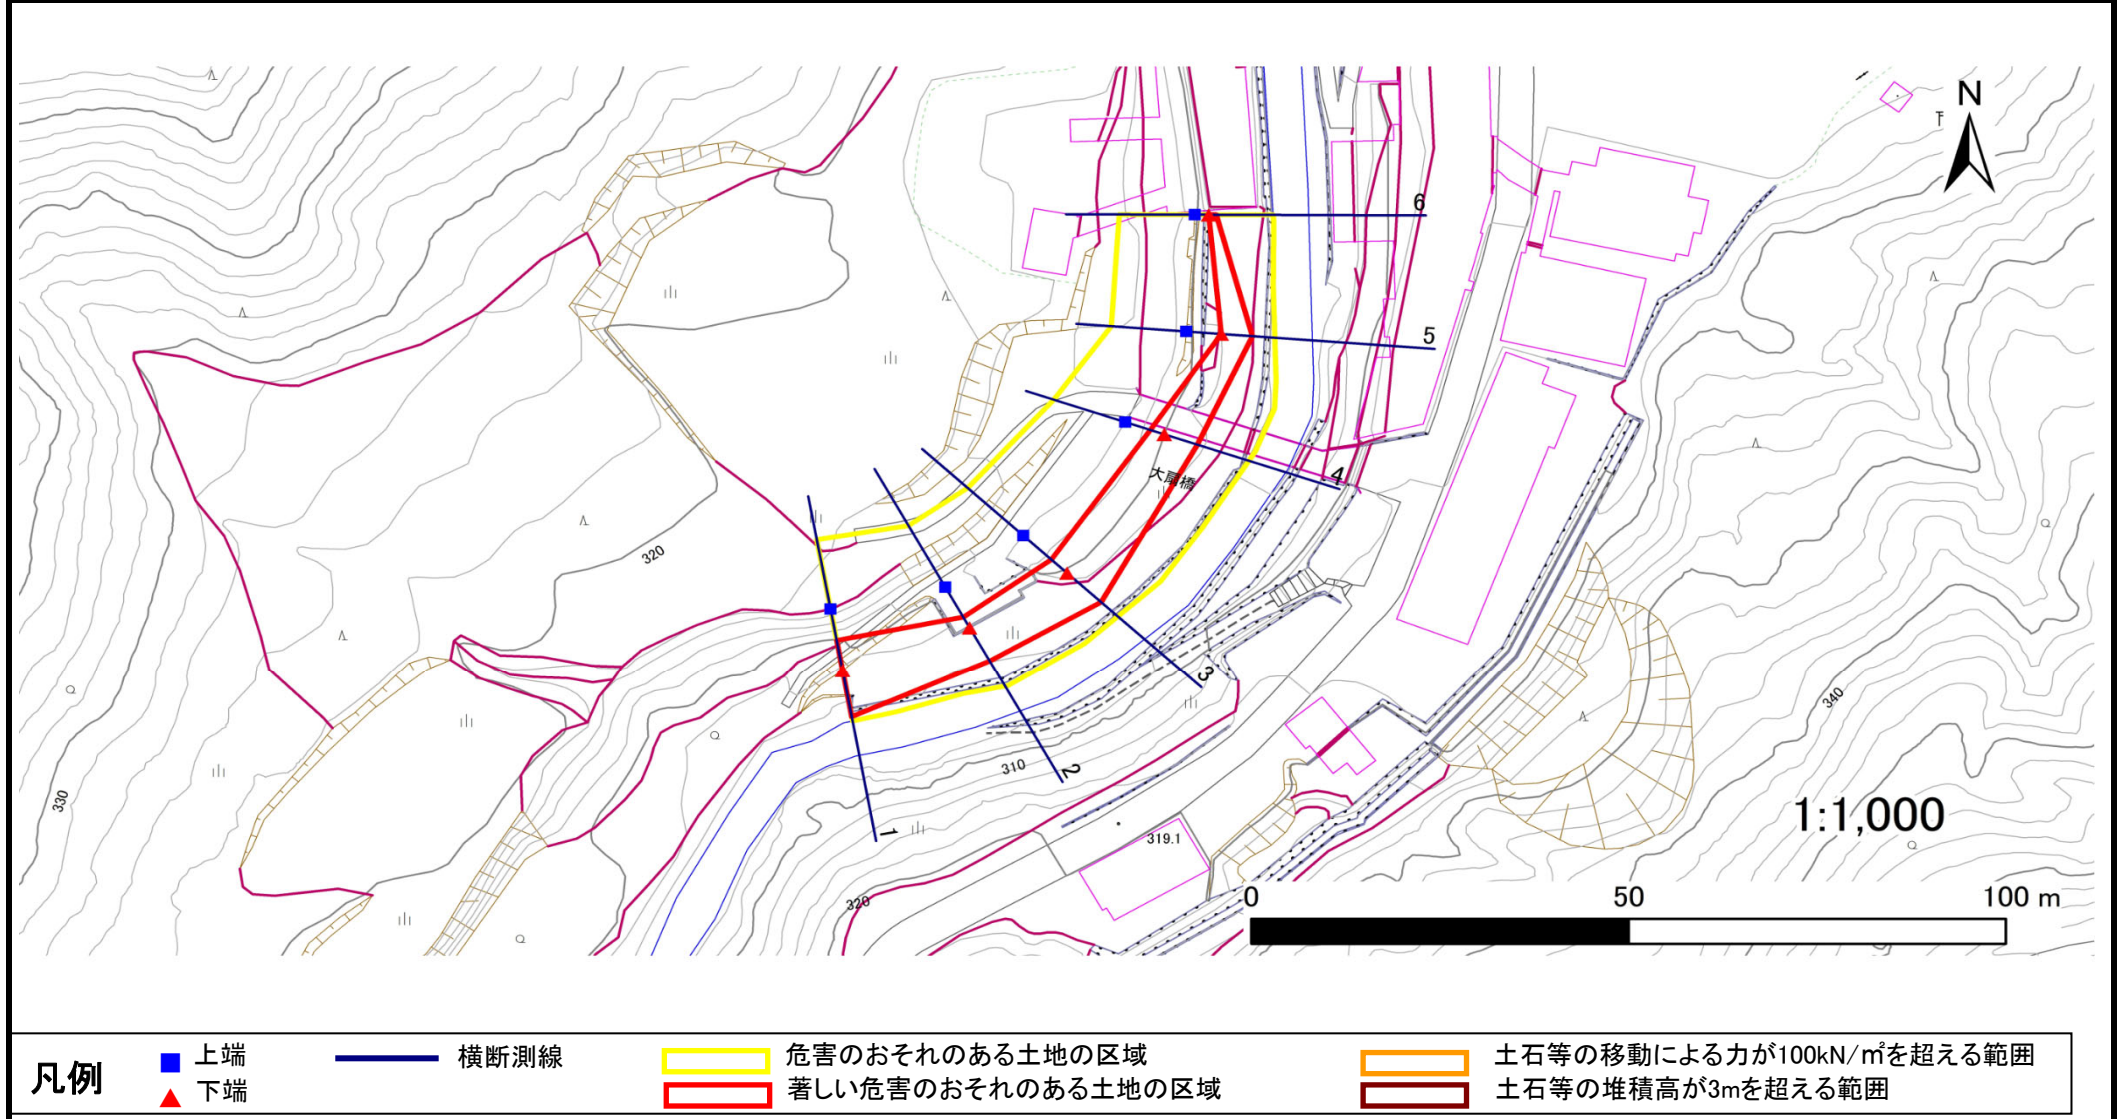 N
6
5
4
大扇橋
320
3
2
310
1
330
340
319.1
320
1:1,000
0 50 100 m
凡例
上端
下端
横断測線
危害のおそれのある土地の区域
著しい危害のおそれのある土地の区域
土石等の移動による力が100kN/㎡を超える範囲
土石等の堆積高が3mを超える範囲